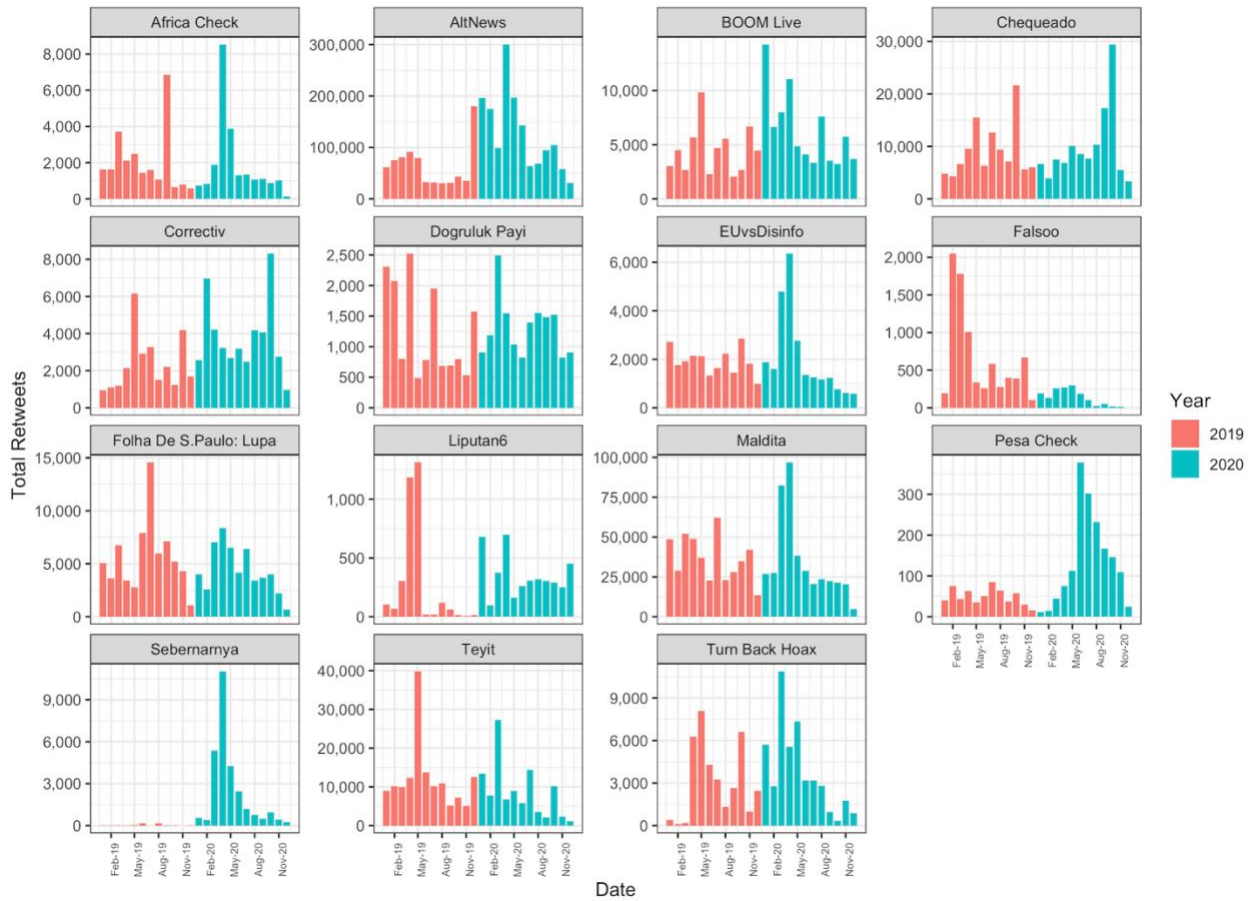 Africa Check
AltNews
BOOM Live
Chequeado
8,000
6,000
4,000
2,000
0
300,000
200,000
100,000
0
10,000
5,000
0
30,000
20,000
10,000
0
Correctiv
Dogruluk Payi
EUvsDisinfo
Falsoo
8,000
6,000
4,000
2,000
0
2,500
2,000
1,500
1,000
500
0
6,000
4,000
2,000
0
2,000
1,500
1,000
500
0
Folha De S.Paulo: Lupa
Liputan6
Maldita
Pesa Check
15,000
10,000
5,000
0
1,000
500
0
100,000
75,000
50,000
25,000
0
300
200
100
0
Feb-19
May-19
Aug-19
Nov-19
Feb-20
May-20
Aug-20
Nov-20
Sebernarnya
Teyit
Turn Back Hoax
9,000
6,000
3,000
0
40,000
30,000
20,000
10,000
0
9,000
6,000
3,000
0
Feb-19
May-19
Aug-19
Nov-19
Feb-20
May-20
Aug-20
Nov-20
Feb-19
May-19
Aug-19
Nov-19
Feb-20
May-20
Aug-20
Nov-20
Feb-19
May-19
Aug-19
Nov-19
Feb-20
May-20
Aug-20
Nov-20
Total Retweets
Date
Year
2019
2020